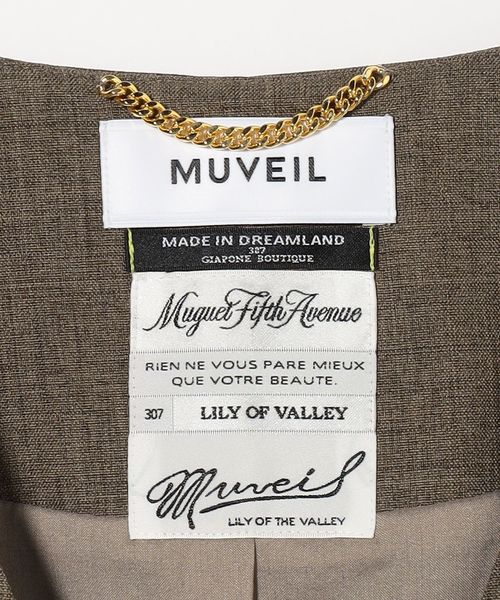 MUVEIL
MADE IN DREAMLAND
307
GIAPONE BOUTIQUE
Muguet Fifth Avenue
RIEN NE VOUS PARE MIEUX
QUE VOTRE BEAUTE.
307 LILY OF VALLEY
Muveil
LILY OF THE VALLEY